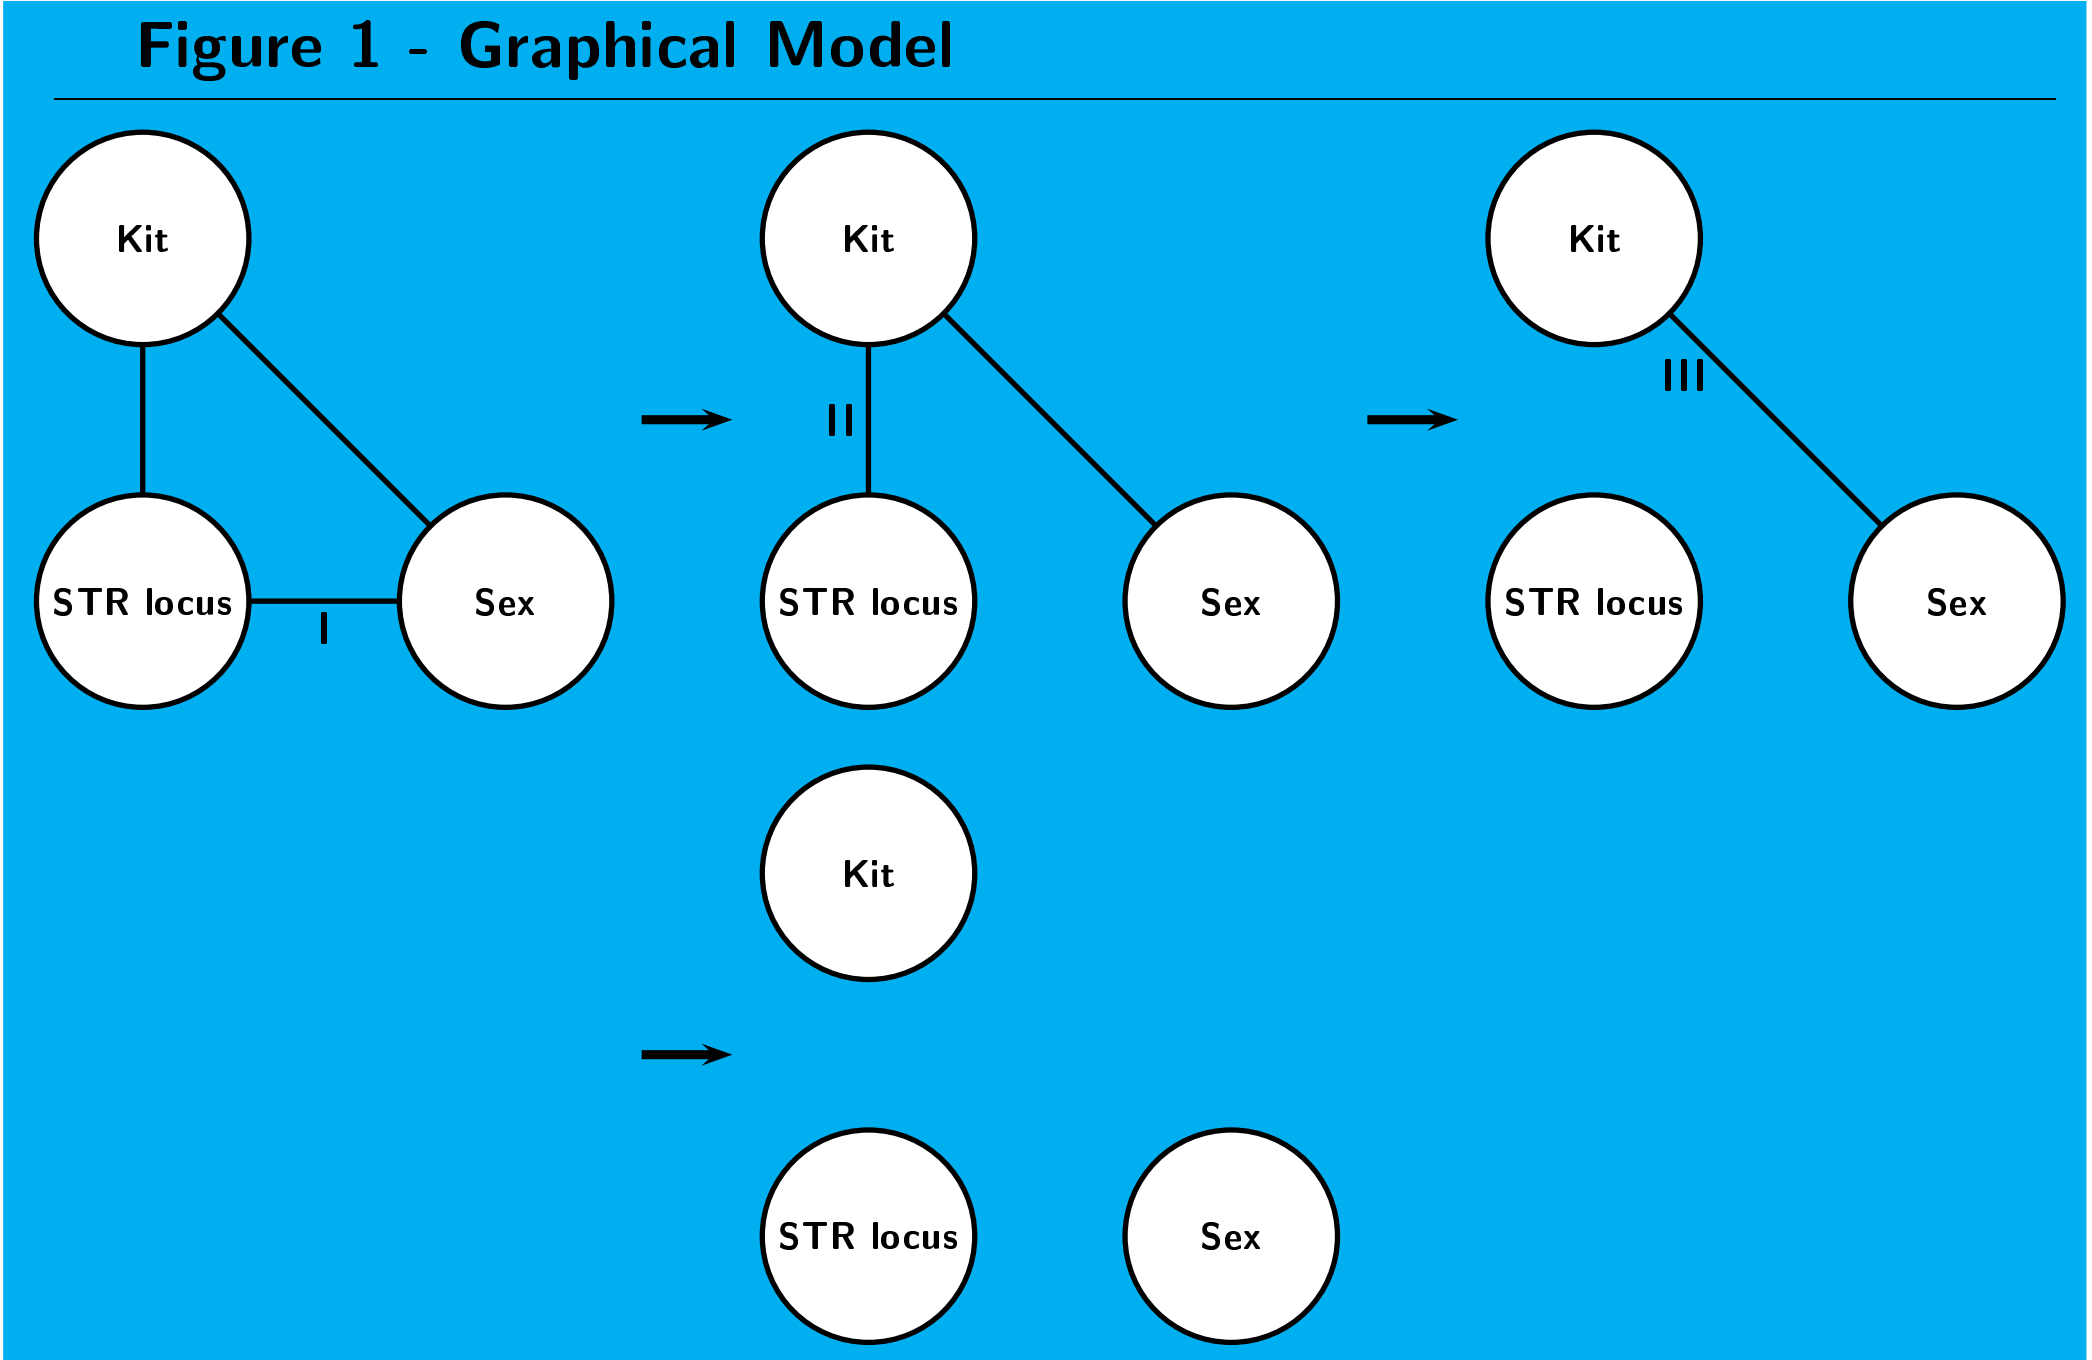 Figure 1 - Graphical Model
Kit
Kit
Kit
III
II
STR locus
Sex
STR locus
Sex
STR locus
Sex
I
Kit
STR locus
Sex